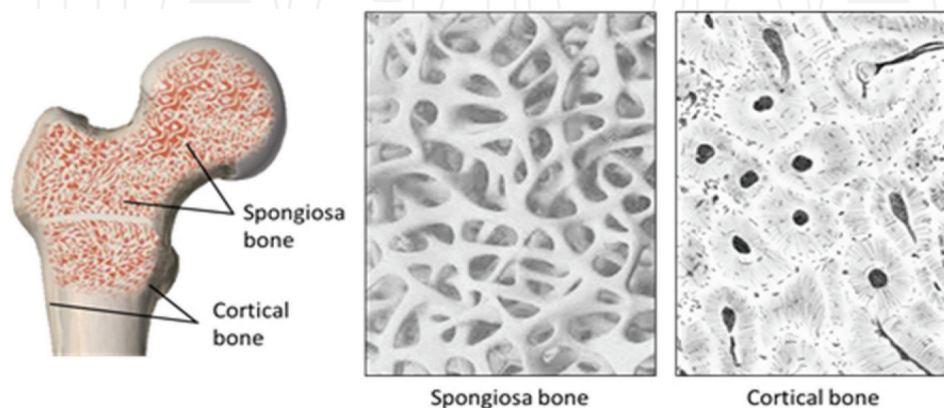 Spongiosa
bone
Cortical
bone
Spongiosa bone
Cortical bone